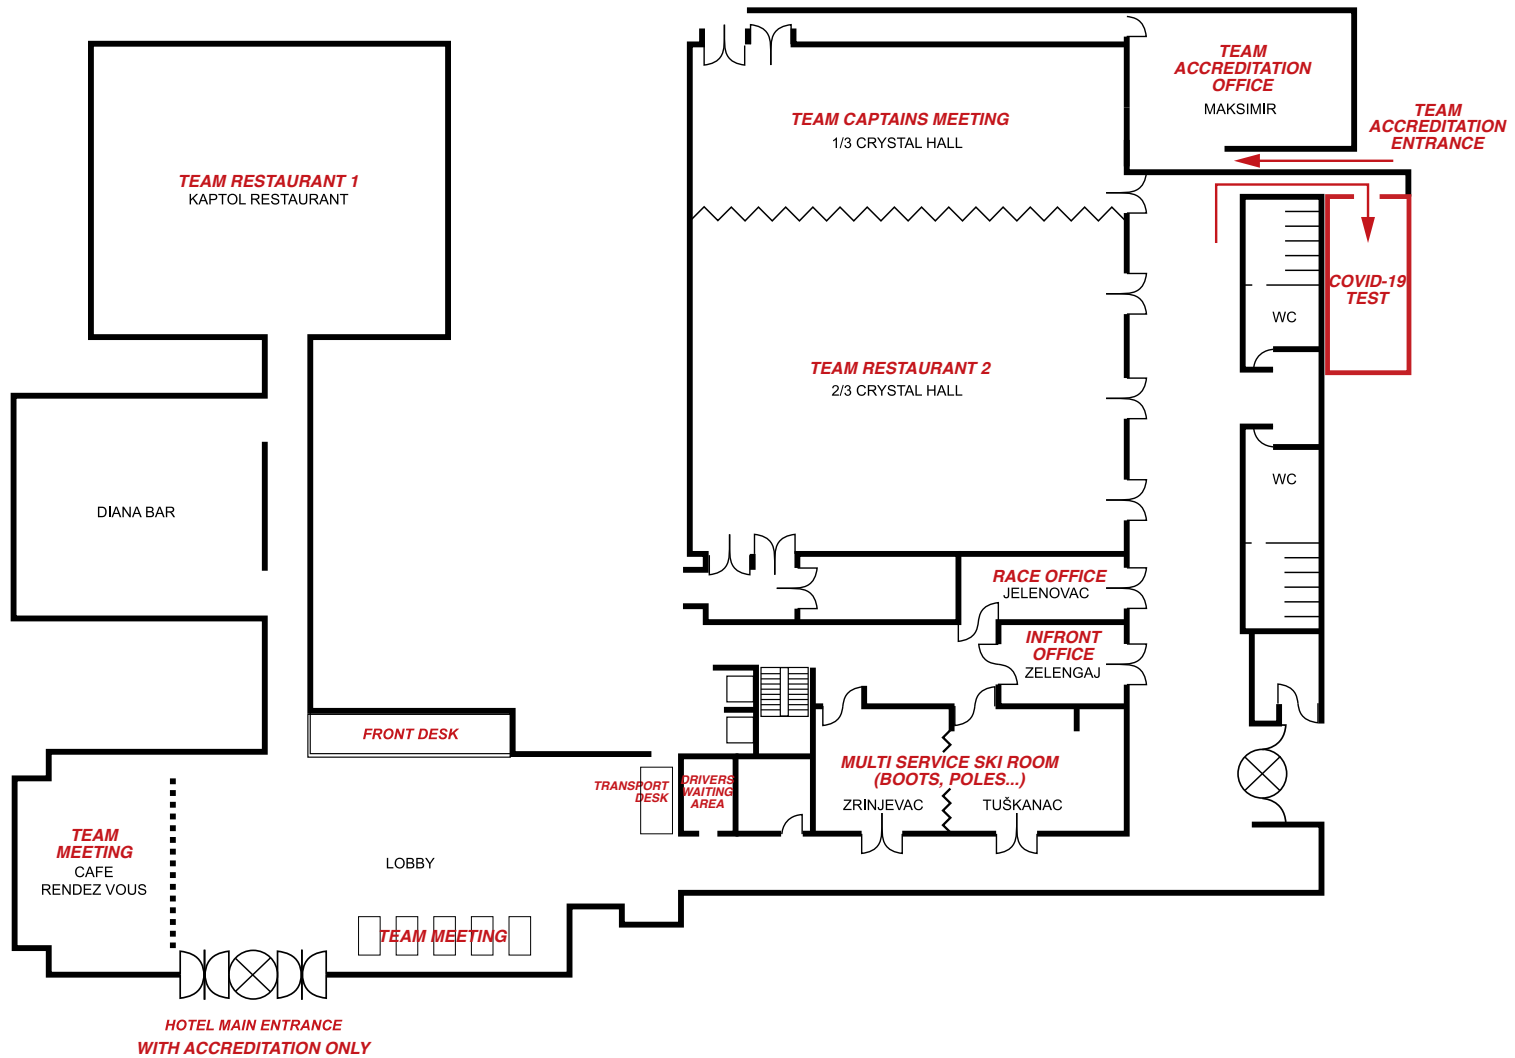 TEAM
ACCREDITATION
OFFICE
MAKSIMIR
TEAM
ACCREDITATION
ENTRANCE
TEAM CAPTAINS MEETING
1/3 CRYSTAL HALL
TEAM RESTAURANT 1
KAPTOL RESTAURANT
COVID-19
TEST
WC
TEAM RESTAURANT 2
2/3 CRYSTAL HALL
WC
DIANA BAR
RACE OFFICE
JELENOVAC
INFRONT
OFFICE
ZELENGAJ
FRONT DESK
TRANSPORT
DESK
DRIVERS
WAITING
AREA
MULTI SERVICE SKI ROOM
(BOOTS, POLES...)
ZRINJEVAC
TUŠKANAC
TEAM
MEETING
CAFE
RENDEZ VOUS
LOBBY
TEAM MEETING
HOTEL MAIN ENTRANCE
WITH ACCREDITATION ONLY